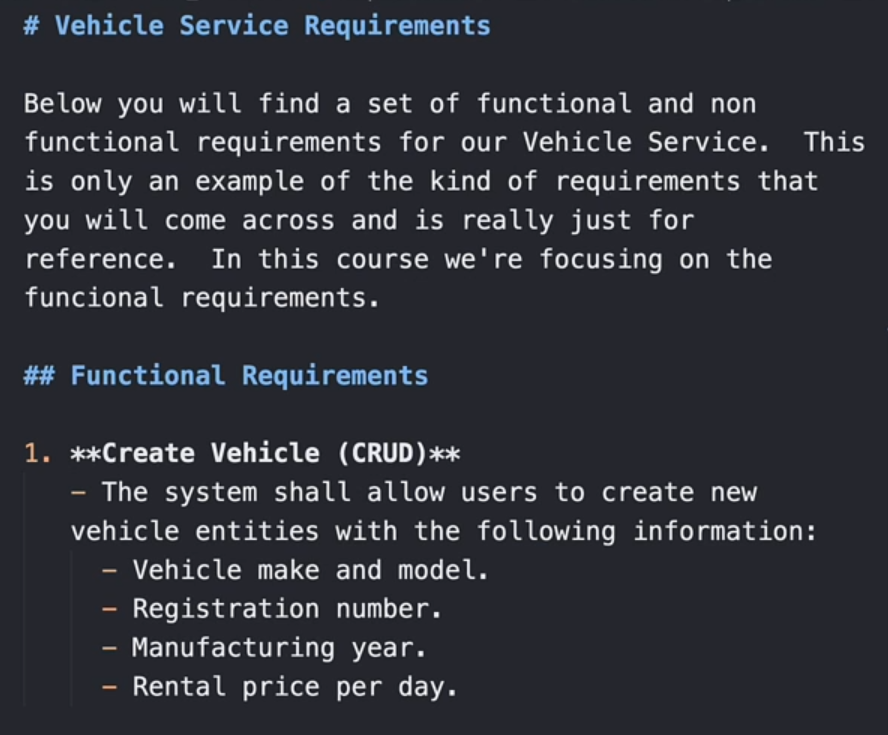 # Vehicle Service Requirements
Below you will find a set of functional and non
functional requirements for our Vehicle Service.  This
is only an example of the kind of requirements that
you will come across and is really just for
reference.  In this course we're focusing on the
funcional requirements.
## Functional Requirements
1. **Create Vehicle (CRUD)**
- The system shall allow users to create new
vehicle entities with the following information:
- Vehicle make and model.
- Registration number.
- Manufacturing year.
- Rental price per day.